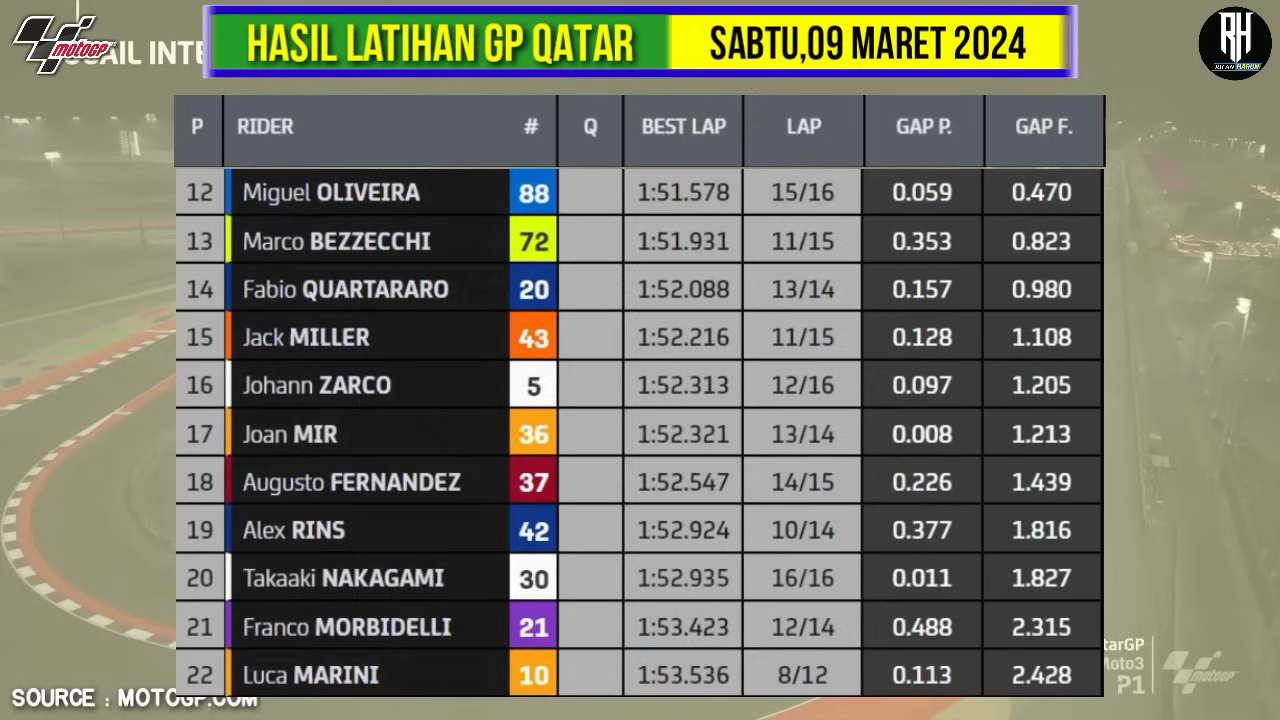 MotoGP
SAIL INTE
HASIL LATIHAN GP QATAR
SABTU,09 MARET 2024
RH
P RIDER # Q BEST LAP LAP GAP P. GAP F.
12 Miguel OLIVEIRA 88 1:51.578 15/16 0.059 0.470
13 Marco BEZZECCHI 72 1:51.931 11/15 0.353 0.823
14 Fabio QUARTARARO 20 1:52.088 13/14 0.157 0.980
15 Jack MILLER 43 1:52.216 11/15 0.128 1.108
16 Johann ZARCO 5 1:52.313 12/16 0.097 1.205
17 Joan MIR 36 1:52.321 13/14 0.008 1.213
18 Augusto FERNANDEZ 37 1:52.547 14/15 0.226 1.439
19 Alex RINS 42 1:52.924 10/14 0.377 1.816
20 Takaaki NAKAGAMI 30 1:52.935 16/16 0.011 1.827
21 Franco MORBIDELLI 21 1:53.423 12/14 0.488 2.315
22 Luca MARINI 10 1:53.536 8/12 0.113 2.428
tarGP
Moto3
P1
MotoGP
SOURCE : MOTOGP.COM